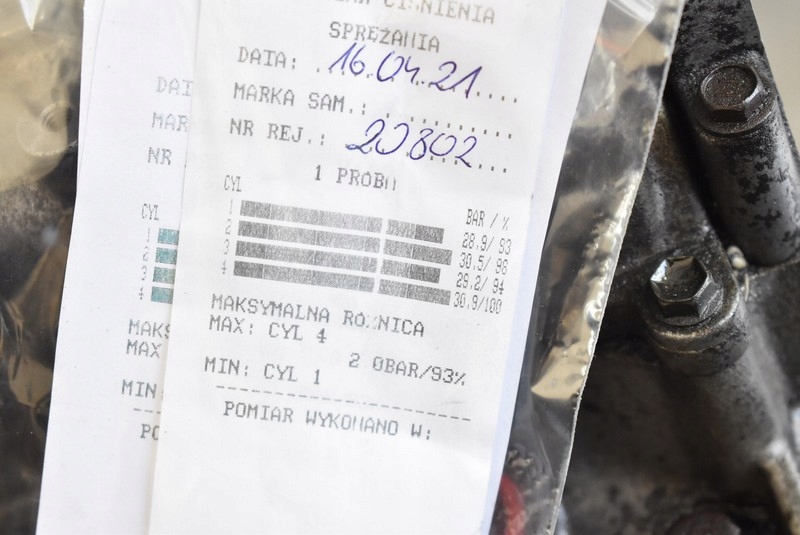 CIŚNIENIA
SPRĘŻANIA
DATA: 16.04.21
MARKA SAM.:
NR REJ.: 20802
1 PRÓBA
CYL BAR / %
1 28.9/ 93
2 30.5/ 98
3 29.2/ 94
4 30.9/100
MAKSYMALNA RÓŻNICA
MAX: CYL 4
2 0BAR/93%
MIN: CYL 1
POMIAR WYKONANO W:
DAT
MAR
NR
CYL
1
2
3
4
MAKS
MAX
MIN
PO